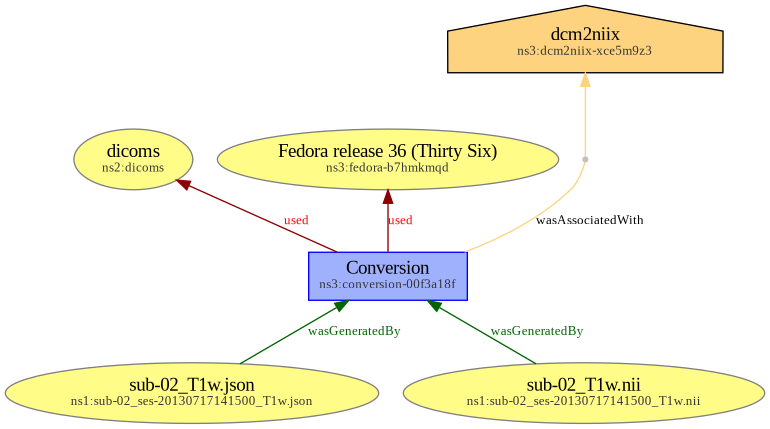 dcm2niix
ns3:dcm2niix-xce5m9z3
dicoms
ns2:dicoms
Fedora release 36 (Thirty Six)
ns3:fedora-b7hmkmqd
used
used
wasAssociatedWith
Conversion
ns3:conversion-00f3a18f
wasGeneratedBy
wasGeneratedBy
sub-02_T1w.json
ns1:sub-02_ses-20130717141500_T1w.json
sub-02_T1w.nii
ns1:sub-02_ses-20130717141500_T1w.nii